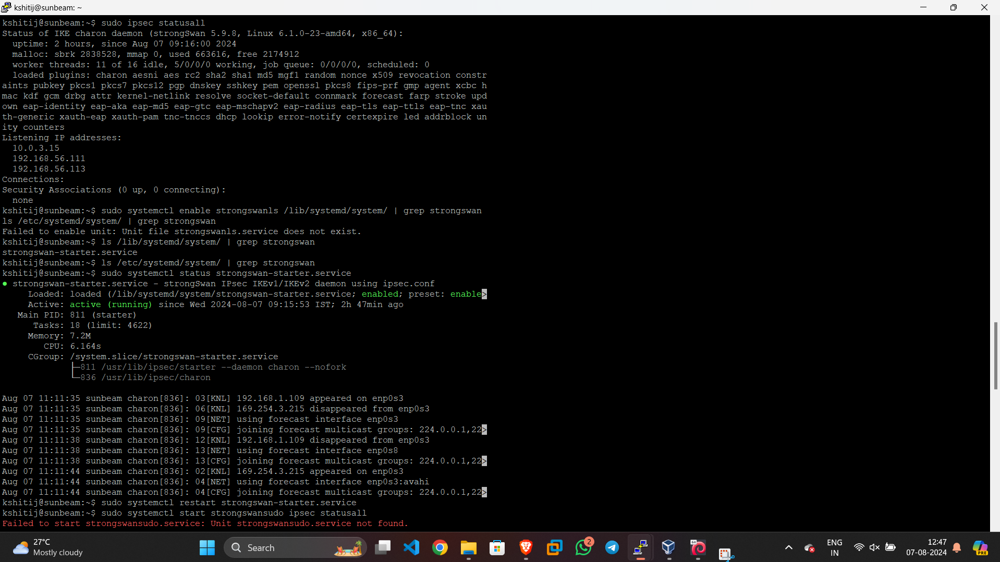 kshitij@sunbeam: ~
kshitij@sunbeam:~$ sudo ipsec statusall
Status of IKE charon daemon (strongSwan 5.9.8, Linux 6.1.0-23-amd64, x86_64):
  uptime: 2 hours, since Aug 07 09:16:00 2024
  malloc: sbrk 2838528, mmap 0, used 663616, free 2174912
  worker threads: 11 of 16 idle, 5/0/0/0 working, job queue: 0/0/0/0, scheduled: 0
  loaded plugins: charon aesni aes rc2 sha2 sha1 md5 mgf1 random nonce x509 revocation constr
aints pubkey pkcs1 pkcs7 pkcs12 pgp dnskey sshkey pem openssl pkcs8 fips-prf gmp agent xcbc h
mac kdf gcm drbg attr kernel-netlink resolve socket-default connmark forecast farp stroke upd
own eap-identity eap-aka eap-md5 eap-gtc eap-mschapv2 eap-radius eap-tls eap-ttls eap-tnc xau
th-generic xauth-eap xauth-pam tnc-tnccs dhcp lookip error-notify certexpire led addrblock un
ity counters
Listening IP addresses:
  10.0.3.15
  192.168.56.111
  192.168.56.113
Connections:
Security Associations (0 up, 0 connecting):
  none
kshitij@sunbeam:~$ sudo systemctl enable strongswanls /lib/systemd/system/ | grep strongswan
ls /etc/systemd/system/ | grep strongswan
Failed to enable unit: Unit file strongswanls.service does not exist.
kshitij@sunbeam:~$ ls /lib/systemd/system/ | grep strongswan
strongswan-starter.service
kshitij@sunbeam:~$ ls /etc/systemd/system/ | grep strongswan
kshitij@sunbeam:~$ sudo systemctl status strongswan-starter.service
● strongswan-starter.service - strongSwan IPsec IKEv1/IKEv2 daemon using ipsec.conf
     Loaded: loaded (/lib/systemd/system/strongswan-starter.service; enabled; preset: enable>
     Active: active (running) since Wed 2024-08-07 09:15:53 IST; 2h 47min ago
   Main PID: 811 (starter)
      Tasks: 18 (limit: 4622)
     Memory: 7.2M
        CPU: 6.164s
     CGroup: /system.slice/strongswan-starter.service
             ├─811 /usr/lib/ipsec/starter --daemon charon --nofork
             └─836 /usr/lib/ipsec/charon
Aug 07 11:11:35 sunbeam charon[836]: 03[KNL] 192.168.1.109 appeared on enp0s3
Aug 07 11:11:35 sunbeam charon[836]: 06[KNL] 169.254.3.215 disappeared from enp0s3
Aug 07 11:11:35 sunbeam charon[836]: 09[NET] using forecast interface enp0s3
Aug 07 11:11:35 sunbeam charon[836]: 09[CFG] joining forecast multicast groups: 224.0.0.1,22>
Aug 07 11:11:38 sunbeam charon[836]: 12[KNL] 192.168.1.109 disappeared from enp0s3
Aug 07 11:11:38 sunbeam charon[836]: 13[NET] using forecast interface enp0s8
Aug 07 11:11:38 sunbeam charon[836]: 13[CFG] joining forecast multicast groups: 224.0.0.1,22>
Aug 07 11:11:44 sunbeam charon[836]: 02[KNL] 169.254.3.215 appeared on enp0s3
Aug 07 11:11:44 sunbeam charon[836]: 04[NET] using forecast interface enp0s3:avahi
Aug 07 11:11:44 sunbeam charon[836]: 04[CFG] joining forecast multicast groups: 224.0.0.1,22>
kshitij@sunbeam:~$ sudo systemctl restart strongswan-starter.service
kshitij@sunbeam:~$ sudo systemctl start strongswansudo ipsec statusall
Failed to start strongswansudo.service: Unit strongswansudo.service not found.
27°C
Mostly cloudy
Search
2
64
ENG
IN
12:47
07-08-2024
PRE